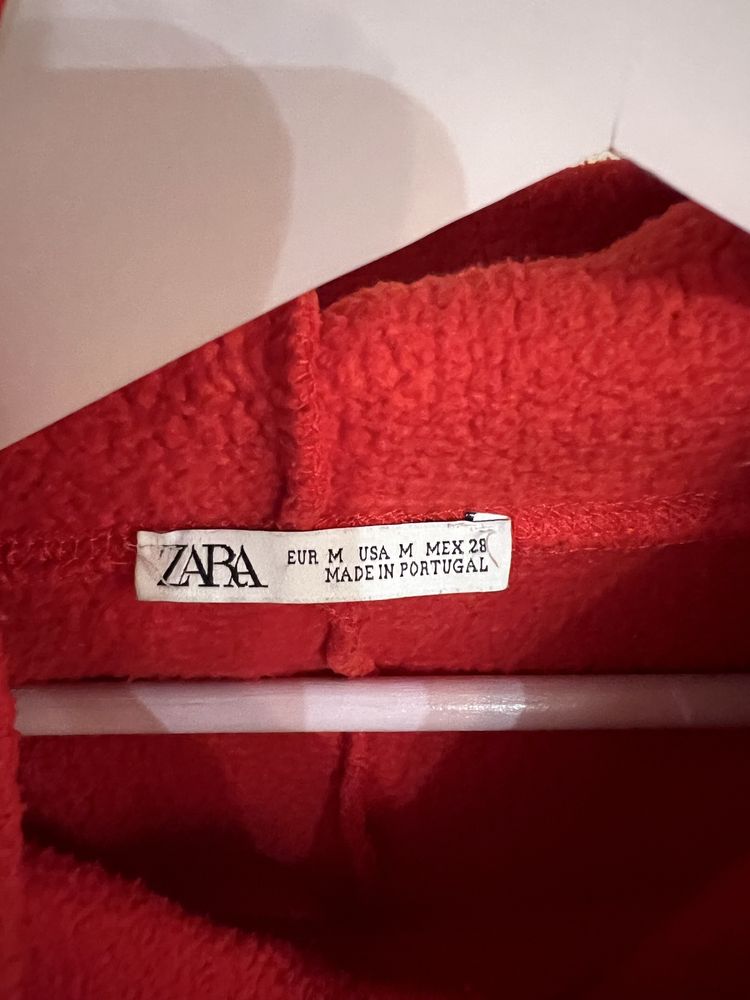 ZARA
EUR M USA M MEX 28
MADE IN PORTUGAL